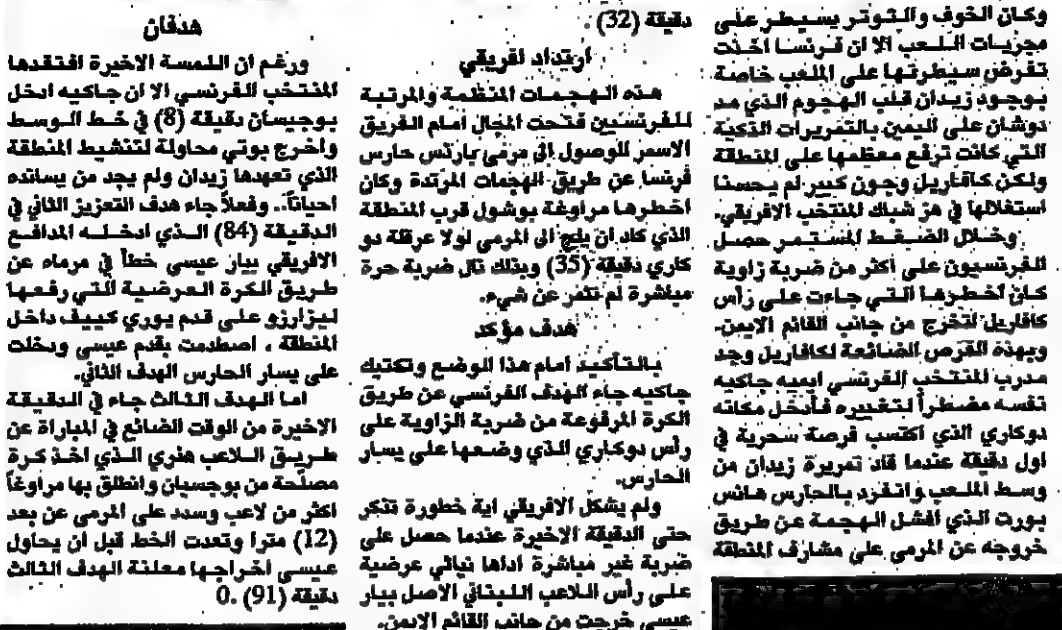 وكان الخوف والتوتر يسيطر على
مجريات اللعب الا ان فرنسا اخذت
تفرض سيطرتها على الملعب خاصة
بوجود زيدان قلب الهجوم الذي مد
دوشان على اليمين بالتمريرات الذكية
التي كانت ترفع معظمها على المنطقة
ولكن كافاريل وجون كبير لم يحسنا
استغلالها في هز شباك المنتخب الافريقي.
وخلال الضغط المستمر حصل
الفرنسيون على أكثر من ضربة زاوية
كان أخطرها التي جاءت على رأس
كافاريل لتخرج من جانب القائم الايمن.
وبهذه الفرص الضائعة لكافاريل وجد
مدرب المنتخب الفرنسي ايميه جاكيه
نفسه مضطراً لتغييره فأدخل مكانه
دوكاري الذي اكتسب فرصة سحرية في
اول دقيقة عندما قاد تمريرة زيدان من
وسط الملعب وانفرد بالحارس هانس
بورت الذي أفشل الهجمة عن طريق
خروجه عن المرمى على مشارف المنطقة
دقيقة (32) .
ارتداد افريقي
هذه الهجمات المنظمة والمرتبة
للفرنسيين فتحت المجال أمام الفريق
الاسمر للوصول الى مرمى بارتس حارس
فرنسا عن طريق الهجمات المرتدة وكان
اخطرها مراوغة بوشول قرب المنطقة
الذي كاد ان يلج الى المرمى لولا عرقلة دو
كاري دقيقة (35) وبذلك نال ضربة حرة
مباشرة لم تثمر عن شيء.
هدف مؤكد
بالتأكيد امام هذا الوضع وتكتيك
جاكيه جاء الهدف الفرنسي عن طريق
الكرة المرفوعة من ضربة الزاوية على
رأس دوكاري الذي وضعها على يسار
الحارس.
ولم يشكل الافريقي اية خطورة تذكر
حتى الدقيقة الاخيرة عندما حصل على
ضربة غير مباشرة اداها نياتي عرضية
على رأس اللاعب اللبناني الاصل بيار
عيسى خرجت من جانب القائم الايمن.
هدفان
ورغم ان اللمسة الاخيرة افتقدها
المنتخب الفرنسي الا ان جاكيه ادخل
بوجيسان دقيقة (8) في خط الوسط
واخرج بوتي محاولة لتنشيط المنطقة
الذي تعهدها زيدان ولم يجد من يسانده
احياناً.. وفعلاً جاء هدف التعزيز الثاني في
الدقيقة (84) الذي ادخله المدافع
الافريقي بيار عيسى خطأ في مرماه عن
طريق الكرة العرضية التي رفعها
ليزارزو على قدم يوري كييف داخل
المنطقة ، اصطدمت بقدم عيسى ودخلت
على يسار الحارس الهدف الثاني.
اما الهدف الثالث جاء في الدقيقة
الاخيرة من الوقت الضائع في المباراة عن
طريق اللاعب هنري الذي اخذ كرة
مصلّحة من بوجسيان وانطلق بها مراوغاً
اكثر من لاعب وسدد على المرمى عن بعد
(12) مترا وتعدت الخط قبل أن يحاول
عيسى اخراجها معلنة الهدف الثالث
دقيقة (91) .0